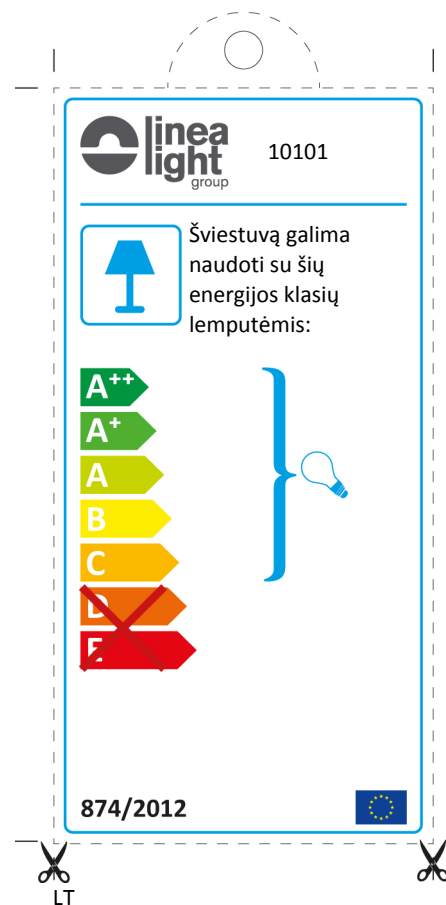 linea
light
group
10101
Šviestuvą galima
naudoti su šių
energijos klasių
lemputėmis:
A++
A+
A
B
C
D
E
874/2012
LT